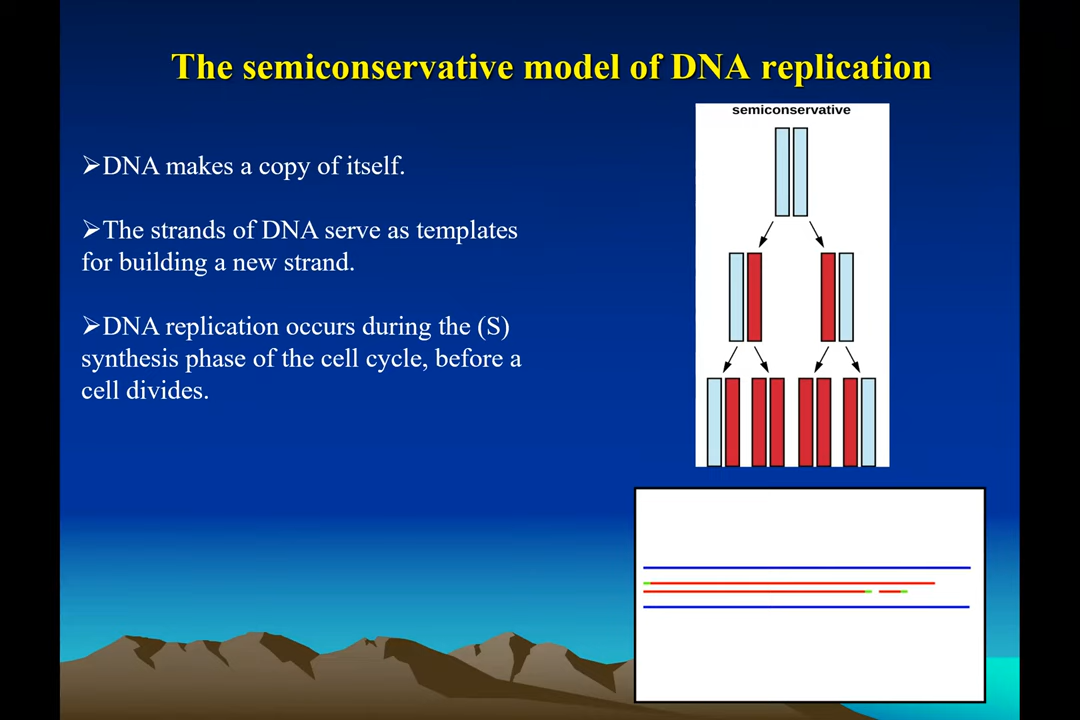 The semiconservative model of DNA replication
semiconservative
➢DNA makes a copy of itself.
➢The strands of DNA serve as templates
for building a new strand.
➢DNA replication occurs during the (S)
synthesis phase of the cell cycle, before a
cell divides.